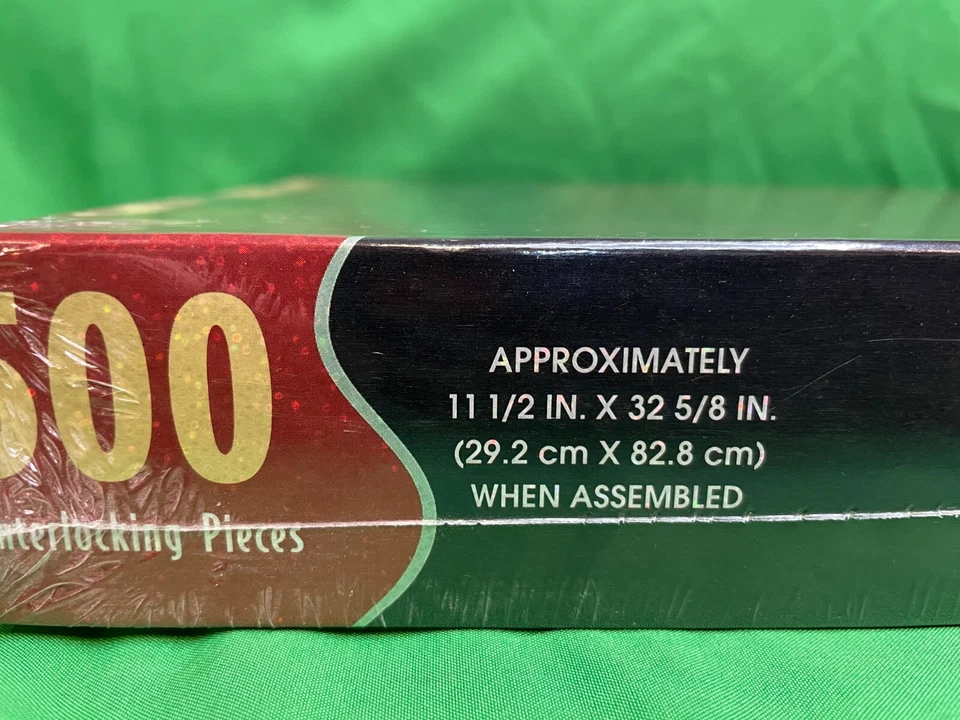 500
Interlocking Pieces
APPROXIMATELY
11 1/2 IN. X 32 5/8 IN.
(29.2 cm X 82.8 cm)
WHEN ASSEMBLED